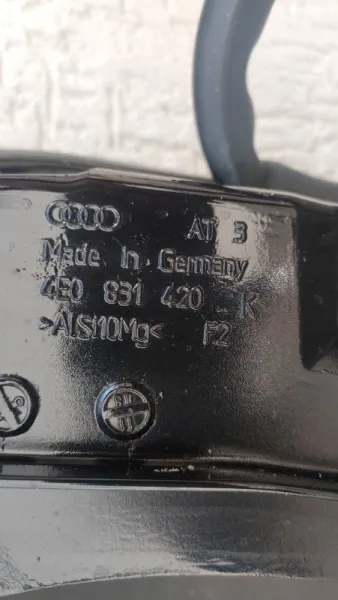 AT 3
Made In Germany
4E0 831 420 K
>AlSi10Mg< F2